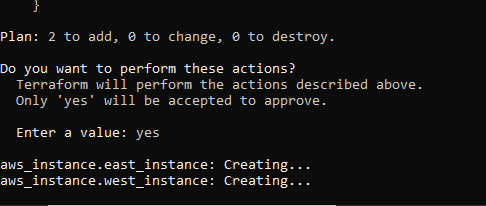 }
Plan: 2 to add, 0 to change, 0 to destroy.
Do you want to perform these actions?
Terraform will perform the actions described above.
Only 'yes' will be accepted to approve.
Enter a value: yes
aws_instance.east_instance: Creating...
aws_instance.west_instance: Creating...